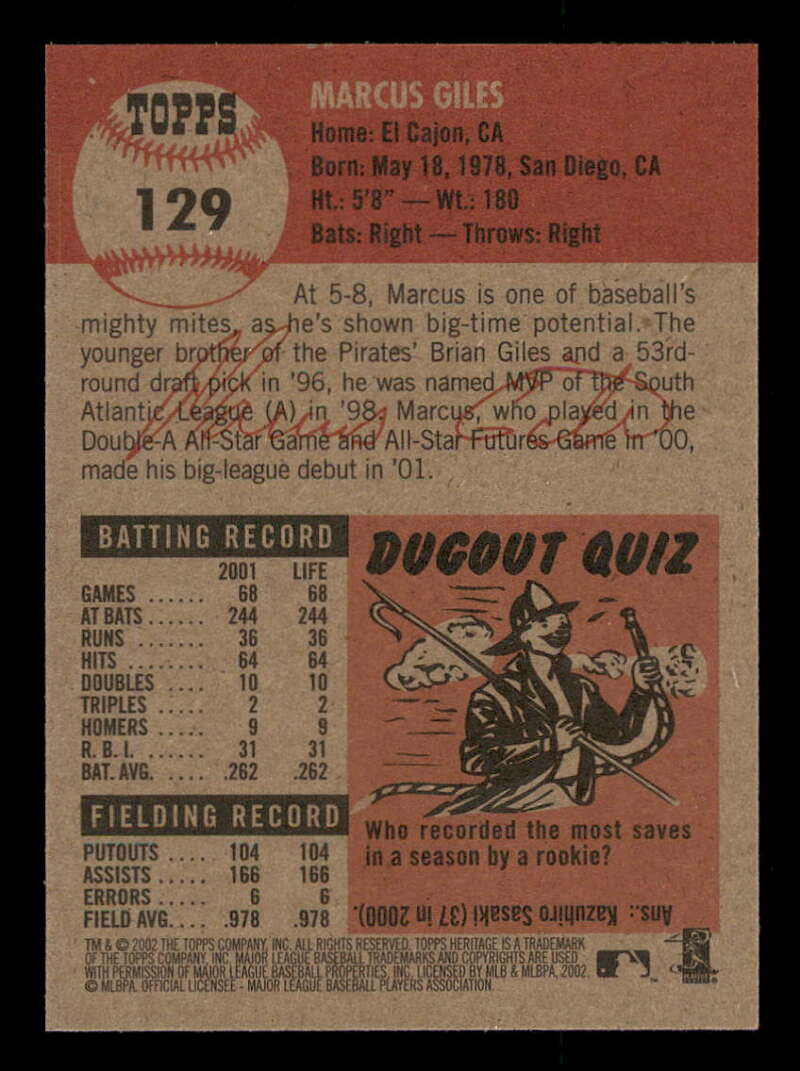 TOPPS
129
MARCUS GILES
Home: El Cajon, CA
Born: May 18, 1978, San Diego, CA
Ht.: 5'8" — Wt.: 180
Bats: Right — Throws: Right
At 5-8, Marcus is one of baseball's
mighty mites, as he's shown big-time potential. The
younger brother of the Pirates' Brian Giles and a 53rd-
round draft pick in '96, he was named MVP of the South
Atlantic League (A) in '98. Marcus, who played in the
Double-A All-Star Game and All-Star Futures Game in '00,
made his big-league debut in '01.
Marcus Giles
BATTING RECORD
2001 LIFE
GAMES ...... 68 68
AT BATS ...... 244 244
RUNS ....... 36 36
HITS ........ 64 64
DOUBLES .... 10 10
TRIPLES ..... 2 2
HOMERS ..... 9 9
R.B.I. ...... 31 31
BAT. AVG. .... .262 .262
FIELDING RECORD
PUTOUTS .... 104 104
ASSISTS ..... 166 166
ERRORS ..... 6 6
FIELD AVG. ... .978 .978
DUGOUT QUIZ
Who recorded the most saves
in a season by a rookie?
Ans.: Kazuhiro Sasaki (37 in 2000).
TM & © 2002 THE TOPPS COMPANY, INC. ALL RIGHTS RESERVED. TOPPS HERITAGE IS A TRADEMARK
OF THE TOPPS COMPANY, INC. MAJOR LEAGUE BASEBALL TRADEMARKS AND COPYRIGHTS ARE USED
WITH PERMISSION OF MAJOR LEAGUE BASEBALL PROPERTIES, INC. LICENSED BY MLB & MLBPA, 2002.
© MLBPA. OFFICIAL LICENSEE - MAJOR LEAGUE BASEBALL PLAYERS ASSOCIATION.